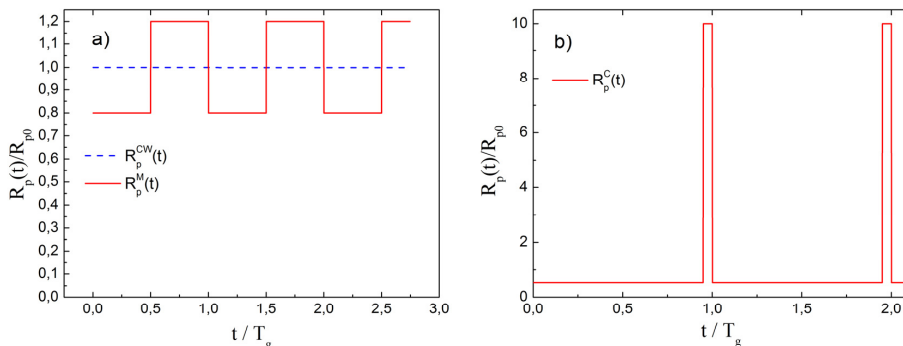 a)
1,2
1,2
1,1
1,0
0,9
0,8
0,7
0,6
0,5
0,4
0,3
0,2
0,1
0,0
R_p(t)/R_p0
R_p^CW(t)
R_p^M(t)
0,0 0,5 1,0 1,5 2,0 2,5 3,0
t / T_g
b)
10
8
6
4
2
0
R_p(t)/R_p0
R_p^C(t)
0,0 0,5 1,0 1,5 2,0
t / T_g